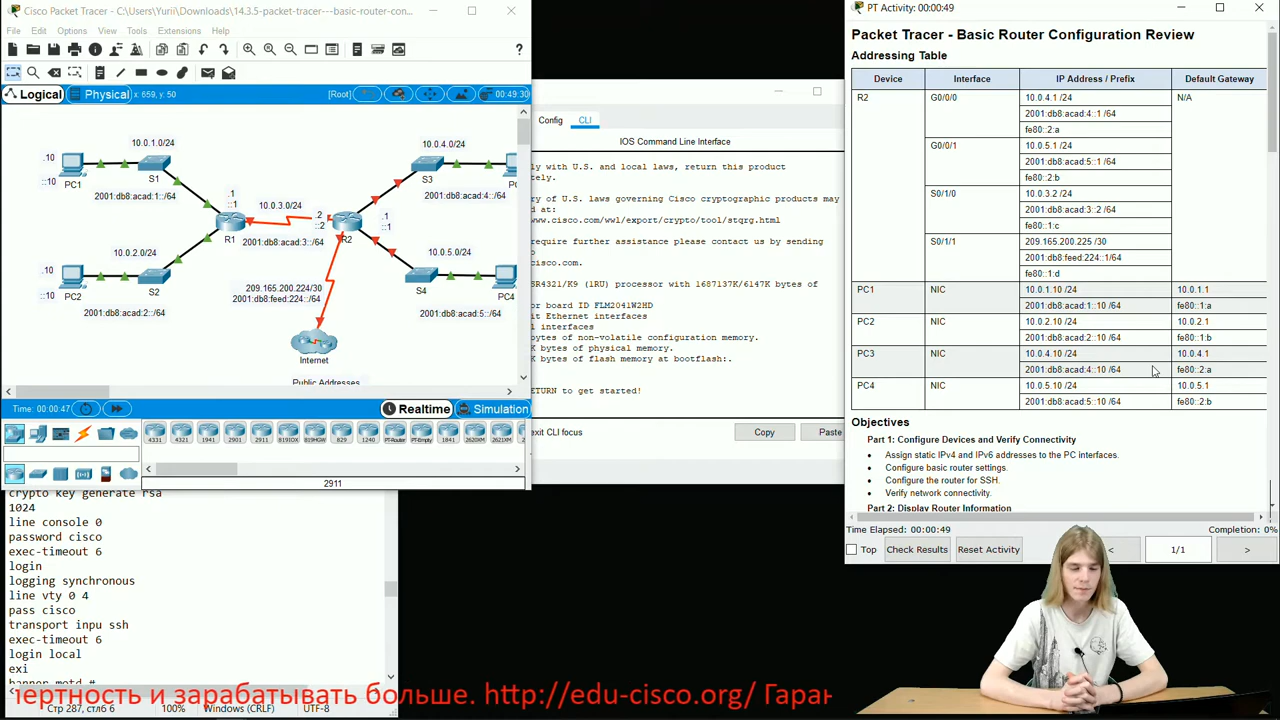 Cisco Packet Tracer - C:\Users\Yurii\Downloads\14.3.5-packet-tracer---basic-router-con...
File Edit Options View Tools Extensions Help
Logical Physical x: 659, y: 50 [Root] 00:49:30
10.0.1.0/24
10.0.4.0/24
.10
::10
PC1
S1
S3
PC
2001:db8:acad:1::/64
2001:db8:acad:4::/64
.1
::1
10.0.3.0/24
.2
::2
.1
::1
R1
R2
2001:db8:acad:3::/64
10.0.2.0/24
10.0.5.0/24
.10
::10
PC2
S2
S4
PC4
2001:db8:acad:2::/64
2001:db8:acad:5::/64
209.165.200.224/30
2001:db8:feed:224::/64
Internet
Public Addresses
Time: 00:00:47 Realtime Simulation
4331 4321 1941 2901 2911 819IOX 819HGW 829 1240 PT-Router PT-Empty 1841 2620XM 2621XM
2911
Config CLI
IOS Command Line Interface
ly with U.S. and local laws, return this product
tely.
ry of U.S. laws governing Cisco cryptographic products may
d at:
www.cisco.com/wwl/export/crypto/tool/stqrg.html
require further assistance please contact us by sending
cisco.com.
SR4321/K9 (1RU) processor with 1687137K/6147K bytes of
or board ID FLM2041W2HD
it Ethernet interfaces
l interfaces
bytes of non-volatile configuration memory.
K bytes of physical memory.
K bytes of flash memory at bootflash:.
ETURN to get started!
exit CLI focus Copy Paste
crypto key generate rsa
1024
line console 0
password cisco
exec-timeout 6
login
logging synchronous
line vty 0 4
pass cisco
transport inpu ssh
exec-timeout 6
login local
exi
banner motd #
Стр 287, стлб 6 100% Windows (CRLF) UTF-8
PT Activity: 00:00:49
Packet Tracer - Basic Router Configuration Review
Addressing Table
Device Interface IP Address / Prefix Default Gateway
R2 G0/0/0 10.0.4.1 /24 N/A
2001:db8:acad:4::1 /64
fe80::2:a
G0/0/1 10.0.5.1 /24
2001:db8:acad:5::1 /64
fe80::2:b
S0/1/0 10.0.3.2 /24
2001:db8:acad:3::2 /64
fe80::1:c
S0/1/1 209.165.200.225 /30
2001:db8:feed:224::1/64
fe80::1:d
PC1 NIC 10.0.1.10 /24 10.0.1.1
2001:db8:acad:1::10 /64 fe80::1:a
PC2 NIC 10.0.2.10 /24 10.0.2.1
2001:db8:acad:2::10 /64 fe80::1:b
PC3 NIC 10.0.4.10 /24 10.0.4.1
2001:db8:acad:4::10 /64 fe80::2:a
PC4 NIC 10.0.5.10 /24 10.0.5.1
2001:db8:acad:5::10 /64 fe80::2:b
Objectives
Part 1: Configure Devices and Verify Connectivity
Assign static IPv4 and IPv6 addresses to the PC interfaces.
Configure basic router settings.
Configure the router for SSH.
Verify network connectivity.
Part 2: Display Router Information
Time Elapsed: 00:00:49 Completion: 0%
Top Check Results Reset Activity < 1/1 >
пертность и зарабатывать больше. http://edu-cisco.org/ Гаран